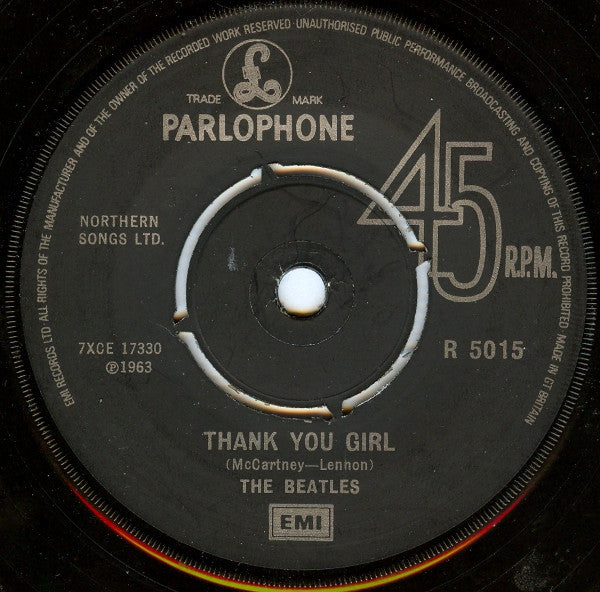 EMI RECORDS LTD ALL RIGHTS OF THE MANUFACTURER AND OF THE OWNER OF THE RECORDED WORK RESERVED UNAUTHORISED PUBLIC PERFORMANCE BROADCASTING AND COPYING OF THIS RECORD PROHIBITED MADE IN GT BRITAIN
£
TRADE MARK
PARLOPHONE
45
R.P.M.
NORTHERN
SONGS LTD.
7XCE 17330
℗1963
R 5015
THANK YOU GIRL
(McCartney—Lennon)
THE BEATLES
EMI